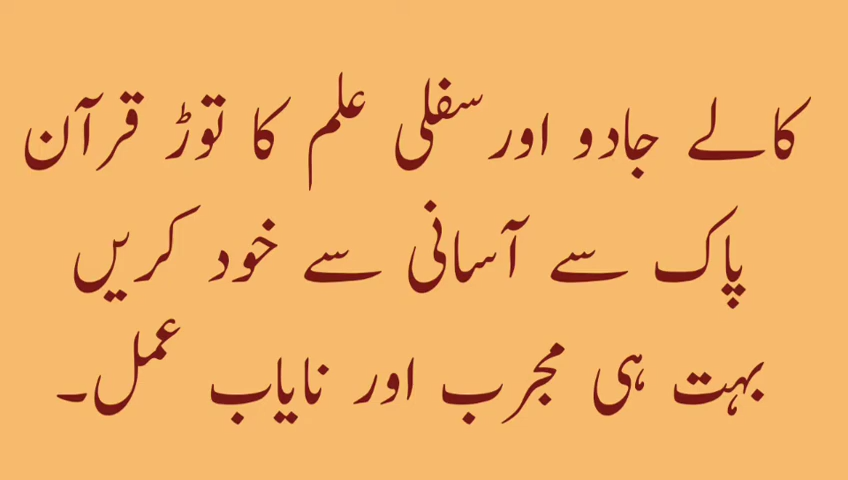 کالے جادو اور سفلی علم کا توڑ قرآن
پاک سے آسانی سے خود کریں
بہت ہی مجرب اور نایاب عمل۔